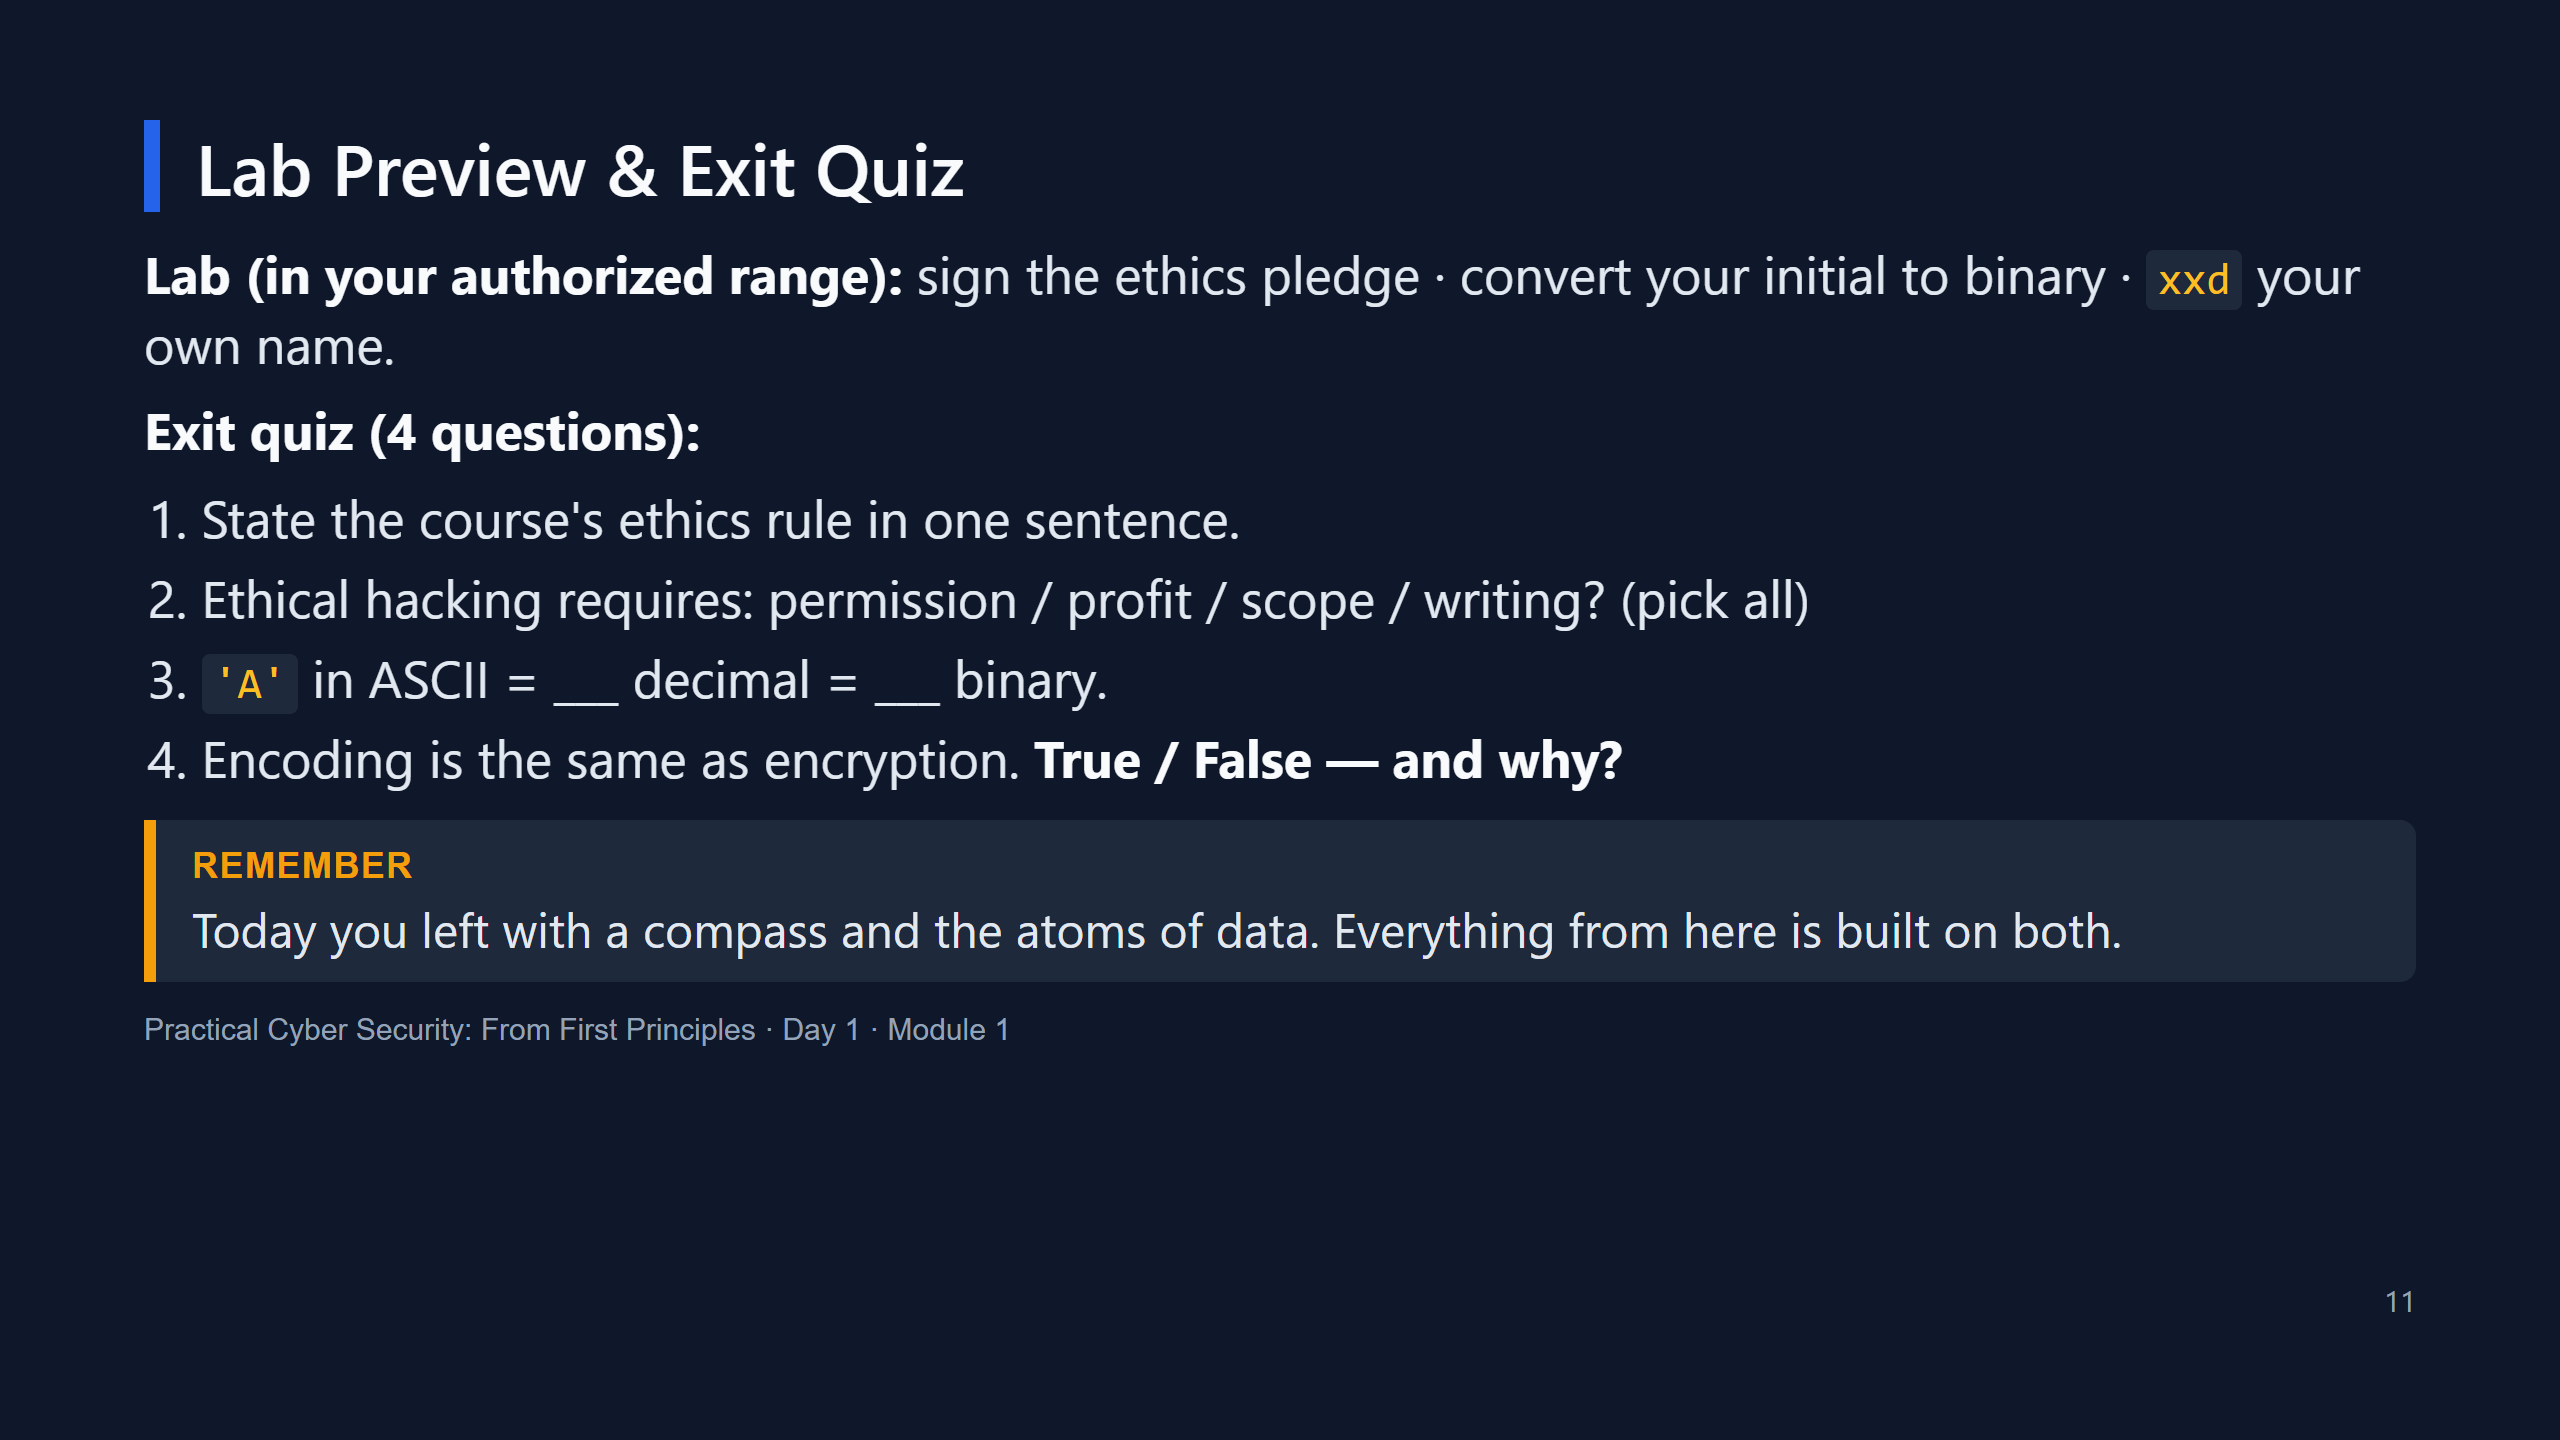 Lab Preview & Exit Quiz
Lab (in your authorized range): sign the ethics pledge · convert your initial to binary · xxd your
own name.
Exit quiz (4 questions):
1. State the course's ethics rule in one sentence.
2. Ethical hacking requires: permission / profit / scope / writing? (pick all)
3. 'A' in ASCII = ___ decimal = ___ binary.
4. Encoding is the same as encryption. True / False — and why?
REMEMBER
Today you left with a compass and the atoms of data. Everything from here is built on both.
Practical Cyber Security: From First Principles · Day 1 · Module 1
11